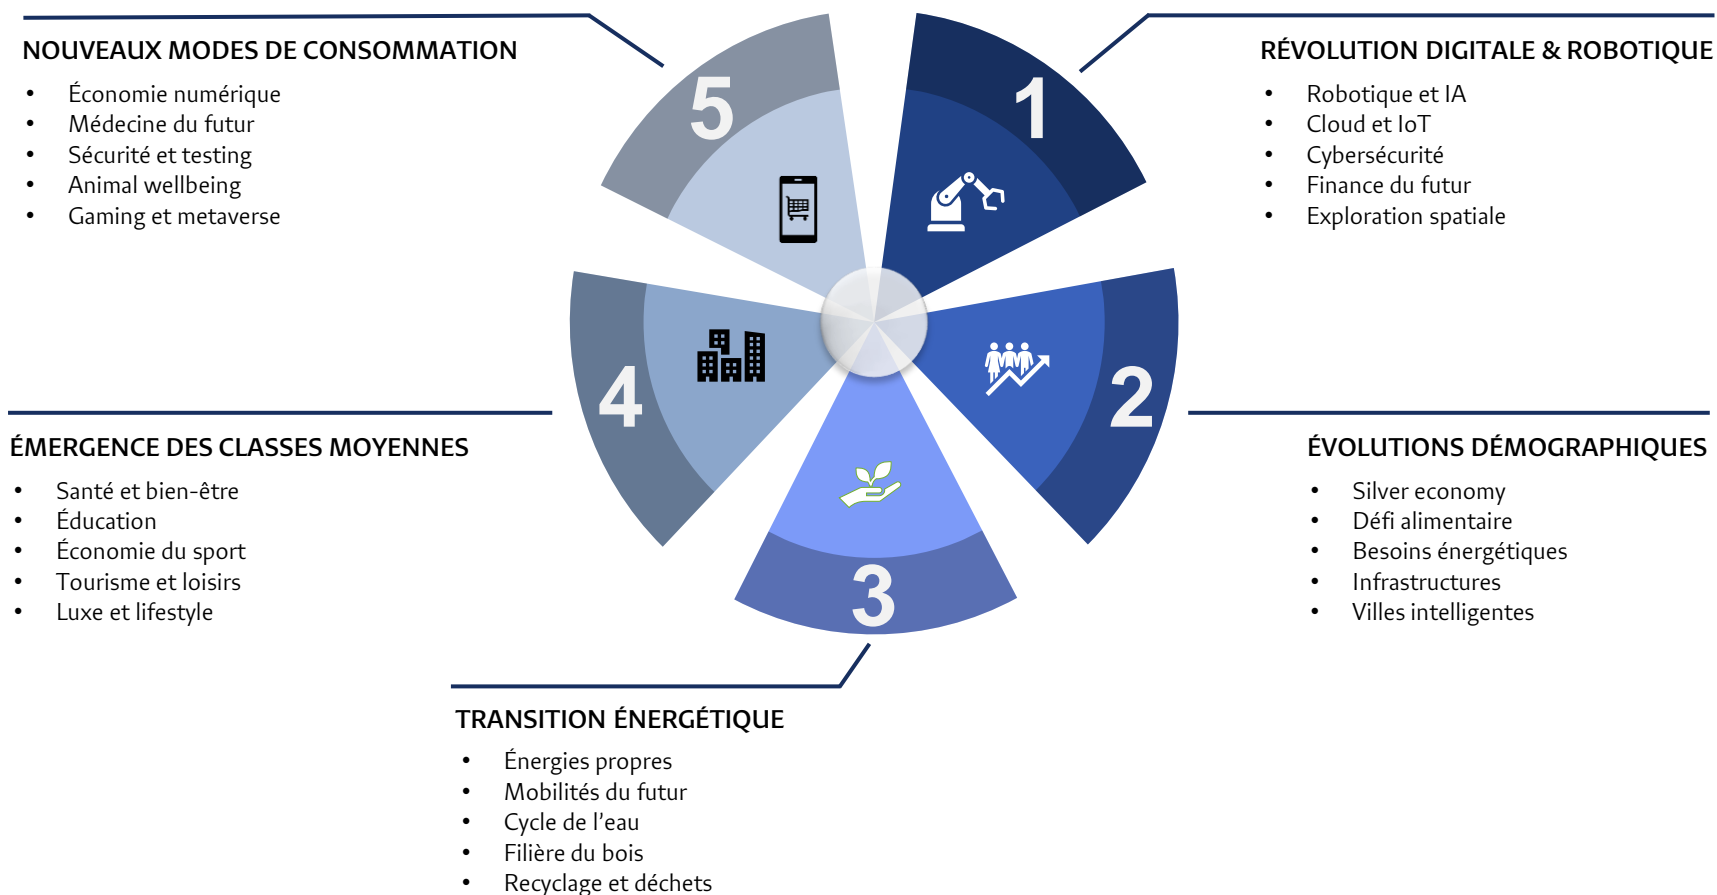 NOUVEAUX MODES DE CONSOMMATION
• Économie numérique
• Médecine du futur
• Sécurité et testing
• Animal wellbeing
• Gaming et metaverse
5
1
RÉVOLUTION DIGITALE & ROBOTIQUE
• Robotique et IA
• Cloud et IoT
• Cybersécurité
• Finance du futur
• Exploration spatiale
4
2
ÉMERGENCE DES CLASSES MOYENNES
• Santé et bien-être
• Éducation
• Économie du sport
• Tourisme et loisirs
• Luxe et lifestyle
ÉVOLUTIONS DÉMOGRAPHIQUES
• Silver economy
• Défi alimentaire
• Besoins énergétiques
• Infrastructures
• Villes intelligentes
3
TRANSITION ÉNERGÉTIQUE
• Énergies propres
• Mobilités du futur
• Cycle de l’eau
• Filière du bois
• Recyclage et déchets